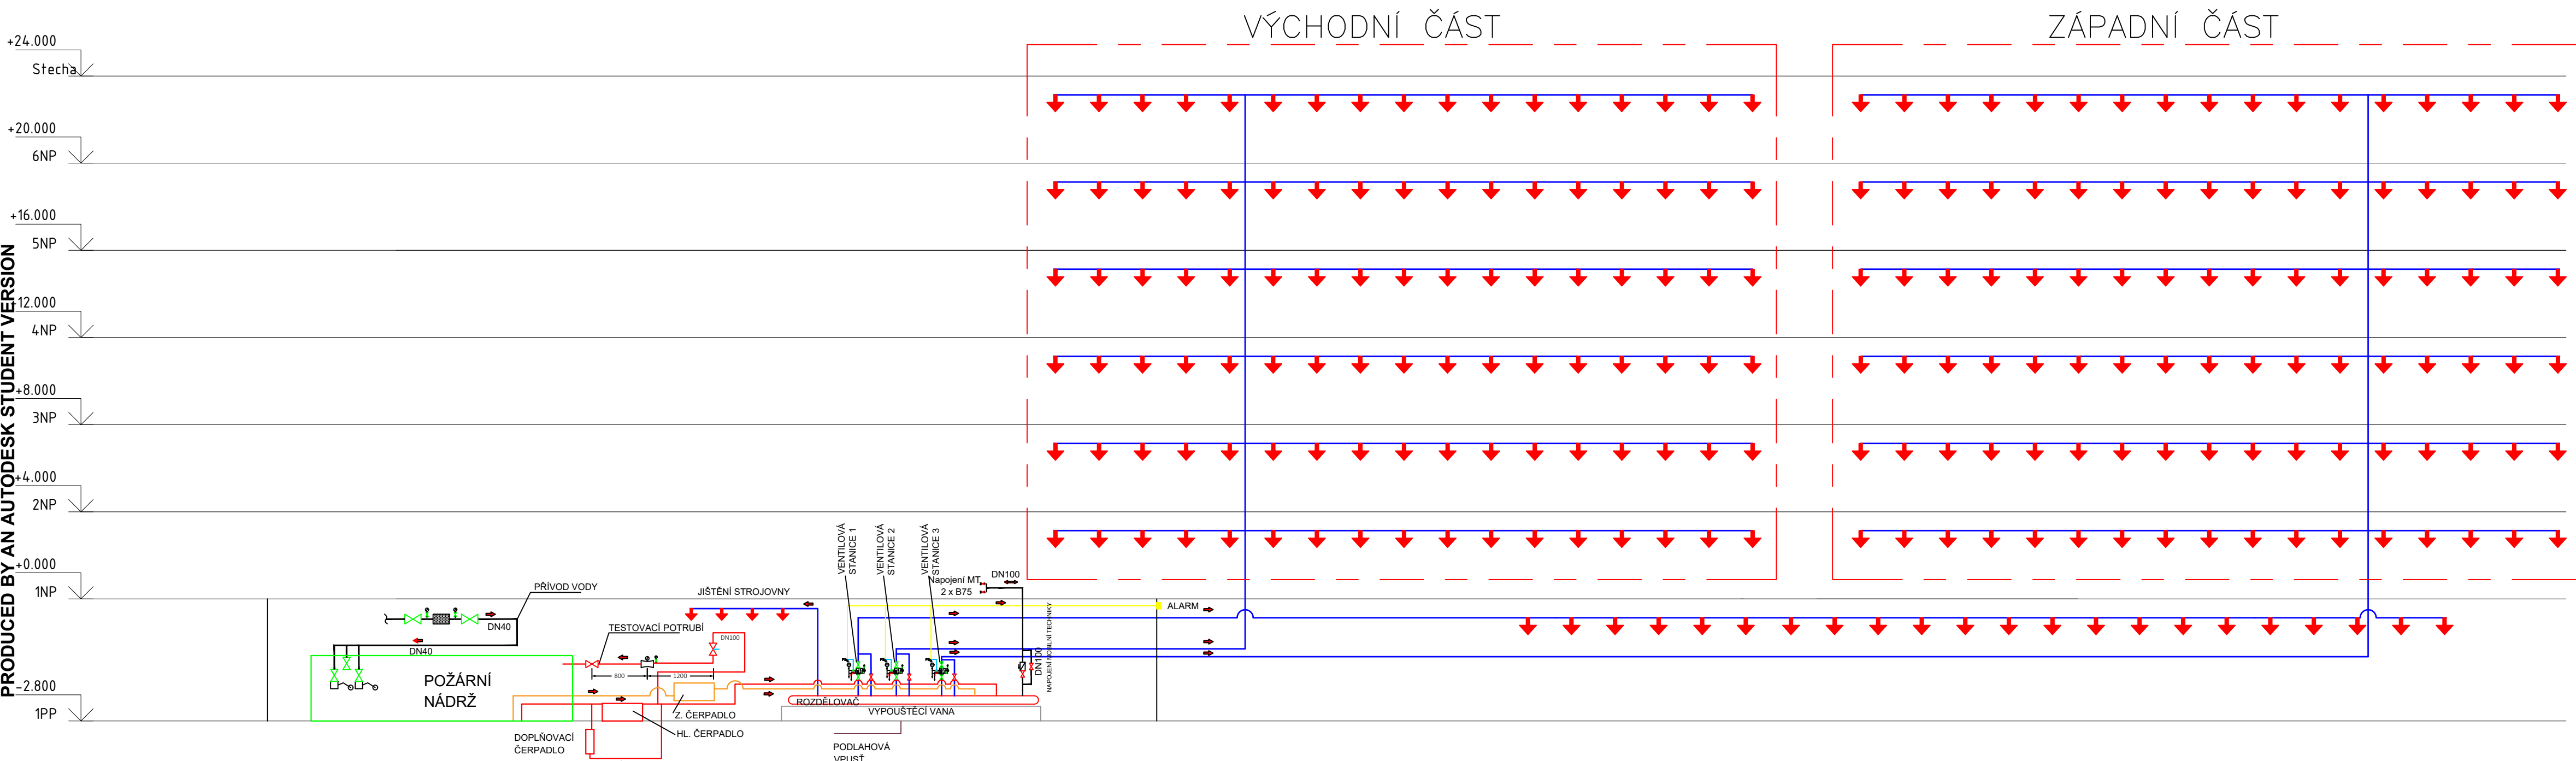 VÝCHODNÍ ČÁST
ZÁPADNÍ ČÁST
+24.000
Stecha
+20.000
6NP
+16.000
5NP
+12.000
4NP
+8.000
3NP
+4.000
2NP
+0.000
1NP
-2.800
1PP
PRODUCED BY AN AUTODESK STUDENT VERSION
PŘÍVOD VODY
DN40
DN40
POŽÁRNÍ
NÁDRŽ
TESTOVACÍ POTRUBÍ
DN100
800
1200
JIŠTĚNÍ STROJOVNY
VENTILOVÁ
STANICE 1
VENTILOVÁ
STANICE 2
VENTILOVÁ
STANICE 3
Napojení MT
2 x B75
DN100
DN100
NAPOJENÍ MOBILNÍ TECHNIKY
ALARM
ROZDĚLOVAČ
VYPOUŠTĚCÍ VANA
Z. ČERPADLO
HL. ČERPADLO
DOPLŇOVACÍ
ČERPADLO
PODLAHOVÁ
VPUSŤ